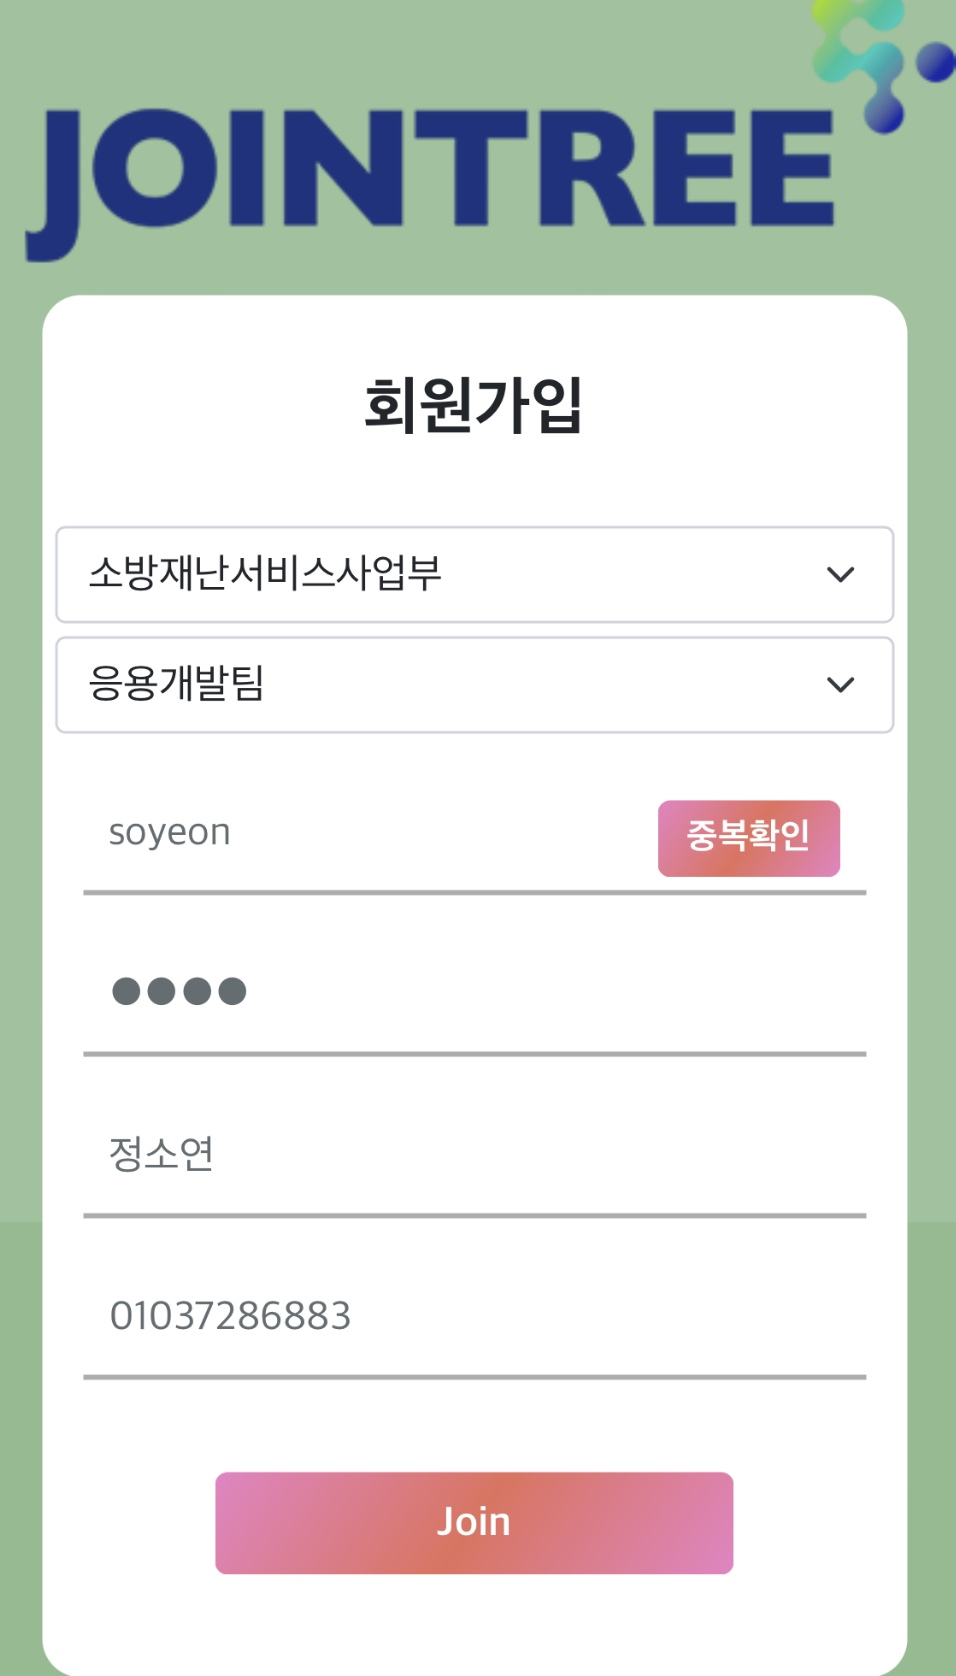 JOINTREE
회원가입
소방재난서비스사업부
응용개발팀
soyeon
중복확인
●●●●
정소연
01037286883
Join